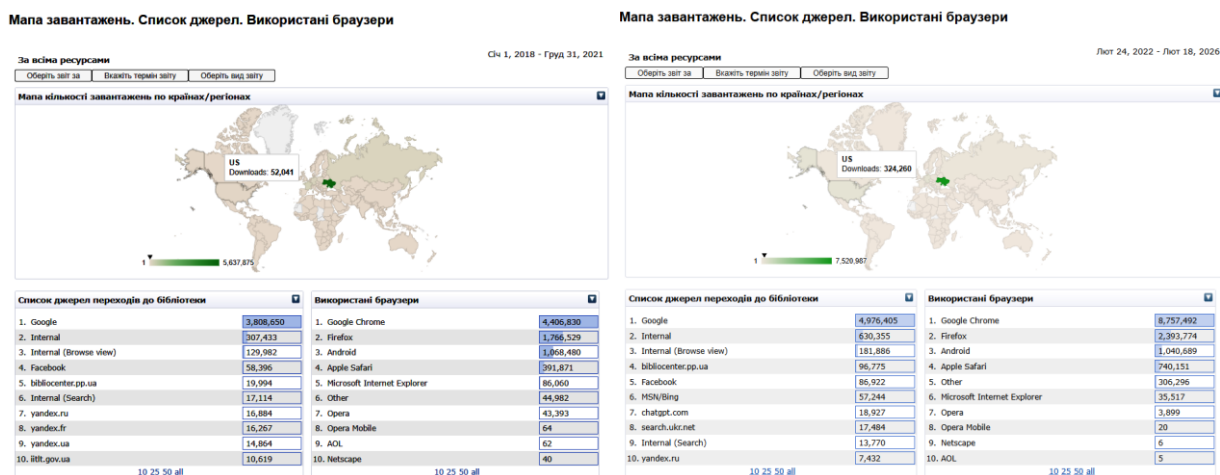 Мапа завантажень. Список джерел. Використані браузери
Січ 1, 2018 - Груд 31, 2021
За всіма ресурсами
Оберіть звіт за
Вкажіть термін звіту
Оберіть вид звіту
Мапа кількості завантажень по країнах/регіонах
US
Downloads: 52,041
1
5,637,875
Список джерел переходів до бібліотеки
1. Google 3,808,650
2. Internal 307,433
3. Internal (Browse view) 129,982
4. Facebook 58,396
5. bibliocenter.pp.ua 19,994
6. Internal (Search) 17,114
7. yandex.ru 16,884
8. yandex.fr 16,267
9. yandex.ua 14,864
10. iitlt.gov.ua 10,619
10 25 50 all
Використані браузери
1. Google Chrome 4,406,830
2. Firefox 1,766,529
3. Android 1,068,480
4. Apple Safari 391,871
5. Microsoft Internet Explorer 86,060
6. Other 44,982
7. Opera 43,393
8. Opera Mobile 64
9. AOL 62
10. Netscape 40
10 25 50 all
Мапа завантажень. Список джерел. Використані браузери
Лют 24, 2022 - Лют 18, 2026
За всіма ресурсами
Оберіть звіт за
Вкажіть термін звіту
Оберіть вид звіту
Мапа кількості завантажень по країнах/регіонах
US
Downloads: 324,260
1
7,520,987
Список джерел переходів до бібліотеки
1. Google 4,976,405
2. Internal 630,355
3. Internal (Browse view) 181,886
4. bibliocenter.pp.ua 96,775
5. Facebook 86,922
6. MSN/Bing 57,244
7. chatgpt.com 18,927
8. search.ukr.net 17,484
9. Internal (Search) 13,770
10. yandex.ru 7,432
10 25 50 all
Використані браузери
1. Google Chrome 8,757,492
2. Firefox 2,393,774
3. Android 1,040,689
4. Apple Safari 740,151
5. Other 306,296
6. Microsoft Internet Explorer 35,517
7. Opera 3,899
8. Opera Mobile 20
9. Netscape 6
10. AOL 5
10 25 50 all